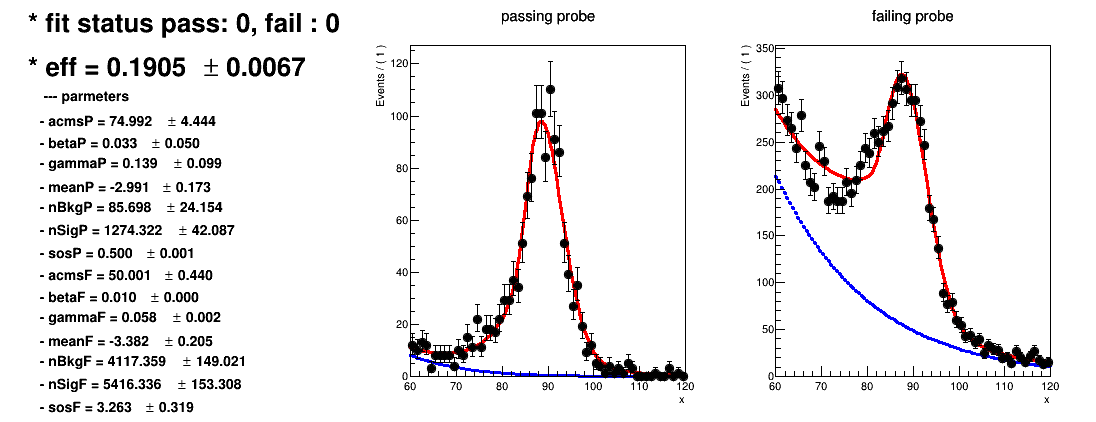 * fit status pass: 0, fail : 0
* eff = 0.1905 ± 0.0067
--- parmeters
- acmsP = 74.992 ± 4.444
- betaP = 0.033 ± 0.050
- gammaP = 0.139 ± 0.099
- meanP = -2.991 ± 0.173
- nBkgP = 85.698 ± 24.154
- nSigP = 1274.322 ± 42.087
- sosP = 0.500 ± 0.001
- acmsF = 50.001 ± 0.440
- betaF = 0.010 ± 0.000
- gammaF = 0.058 ± 0.002
- meanF = -3.382 ± 0.205
- nBkgF = 4117.359 ± 149.021
- nSigF = 5416.336 ± 153.308
- sosF = 3.263 ± 0.319
passing probe
Events / ( 1 )
120
100
80
60
40
20
0
60 70 80 90 100 110 120
x
failing probe
Events / ( 1 )
350
300
250
200
150
100
50
0
60 70 80 90 100 110 120
x